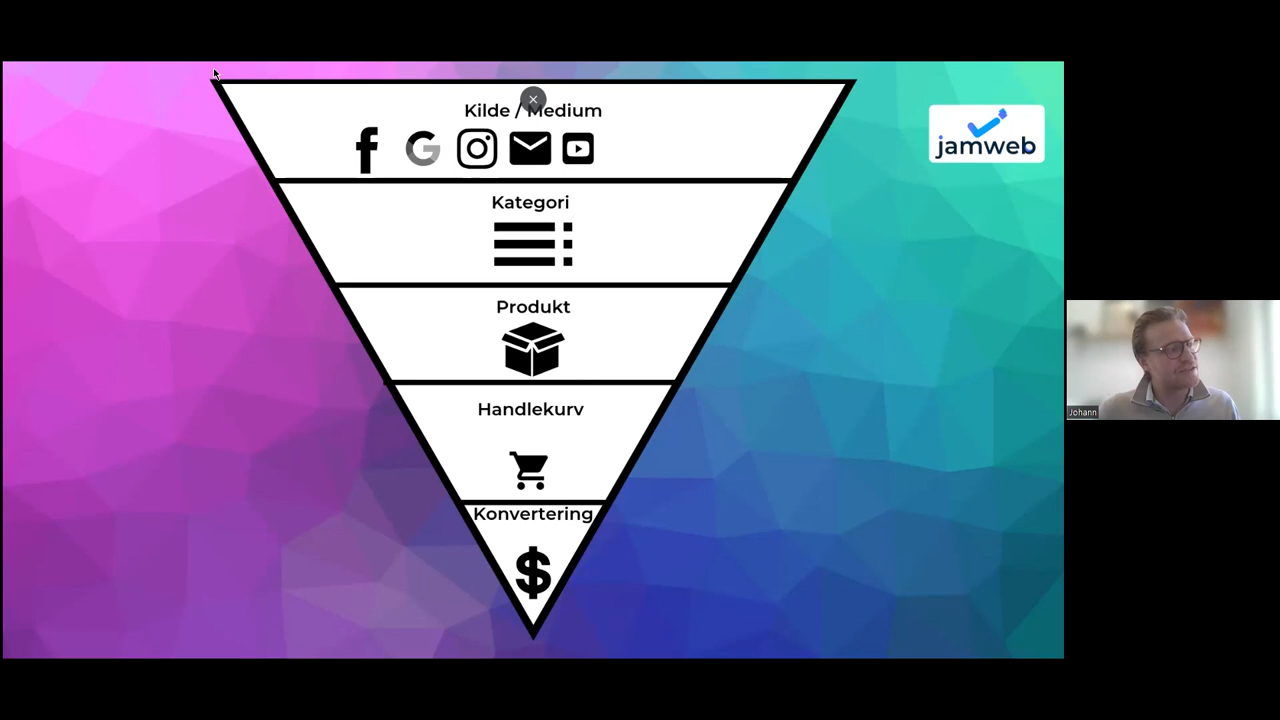 Kilde / Medium
Kategori
Produkt
Handlekurv
Konvertering
$
jamweb
Johann